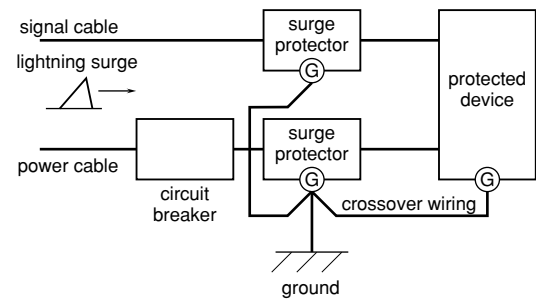 signal cable
surge
protector
G
lightning surge
protected
device
surge
protector
G
power cable
circuit
breaker
G
crossover wiring
ground